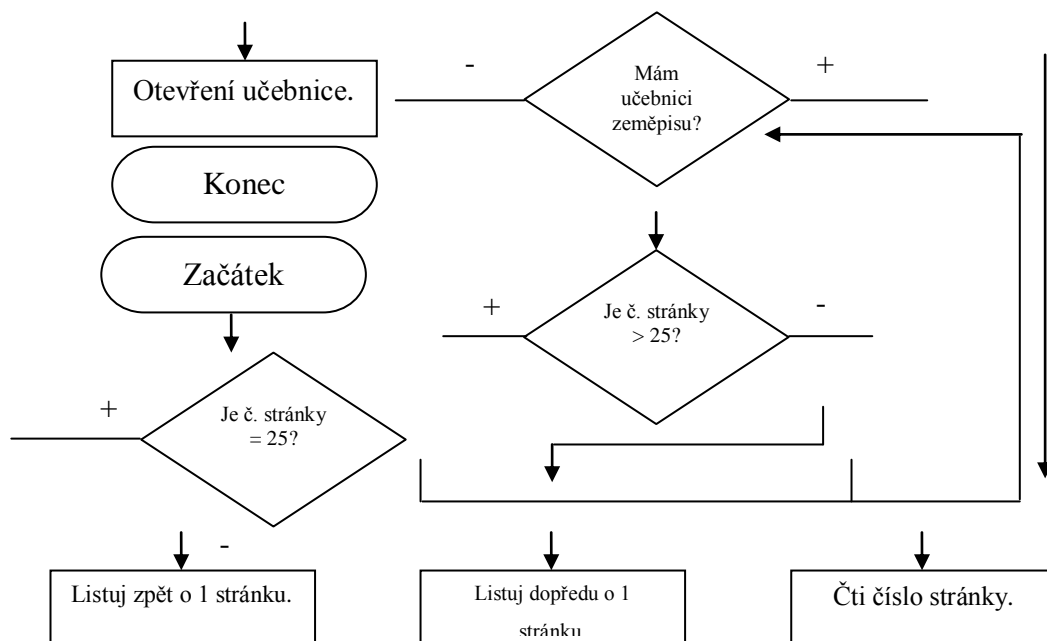 -
Mám
učebnici
zeměpisu?
+
Otevření učebnice.
Konec
Začátek
+
Je č. stránky
> 25?
-
+
Je č. stránky
= 25?
-
Listuj zpět o 1 stránku.
Listuj dopředu o 1
stránku
Čti číslo stránky.